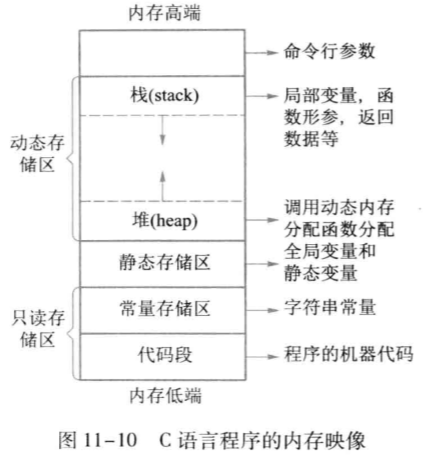 内存高端
命令行参数
栈(stack)
局部变量，函
数形参，返回
数据等
动态存
储区
堆(heap)
调用动态内存
分配函数分配
静态存储区
全局变量和
静态变量
只读存
储区
常量存储区
字符串常量
代码段
程序的机器代码
内存低端
图 11-10 C 语言程序的内存映像